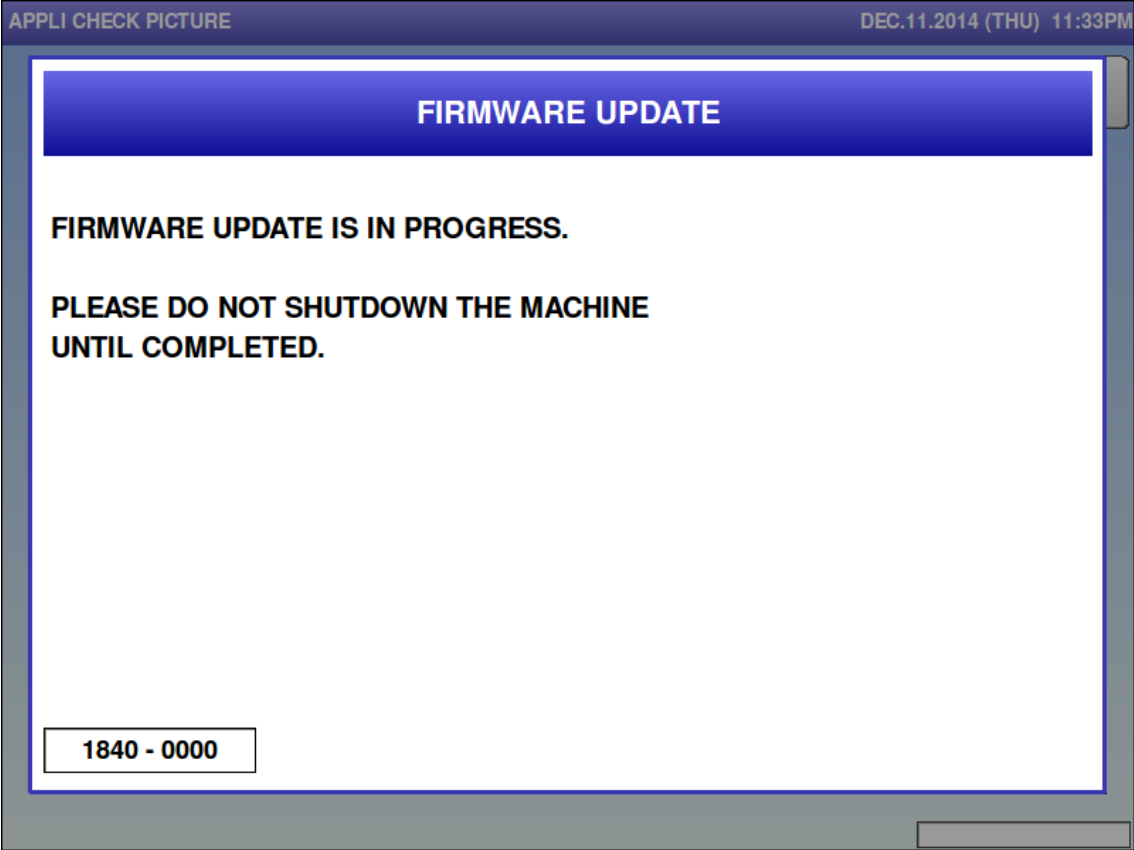 APPLI CHECK PICTURE
DEC.11.2014 (THU) 11:33PM
FIRMWARE UPDATE
FIRMWARE UPDATE IS IN PROGRESS.
PLEASE DO NOT SHUTDOWN THE MACHINE
UNTIL COMPLETED.
1840 - 0000